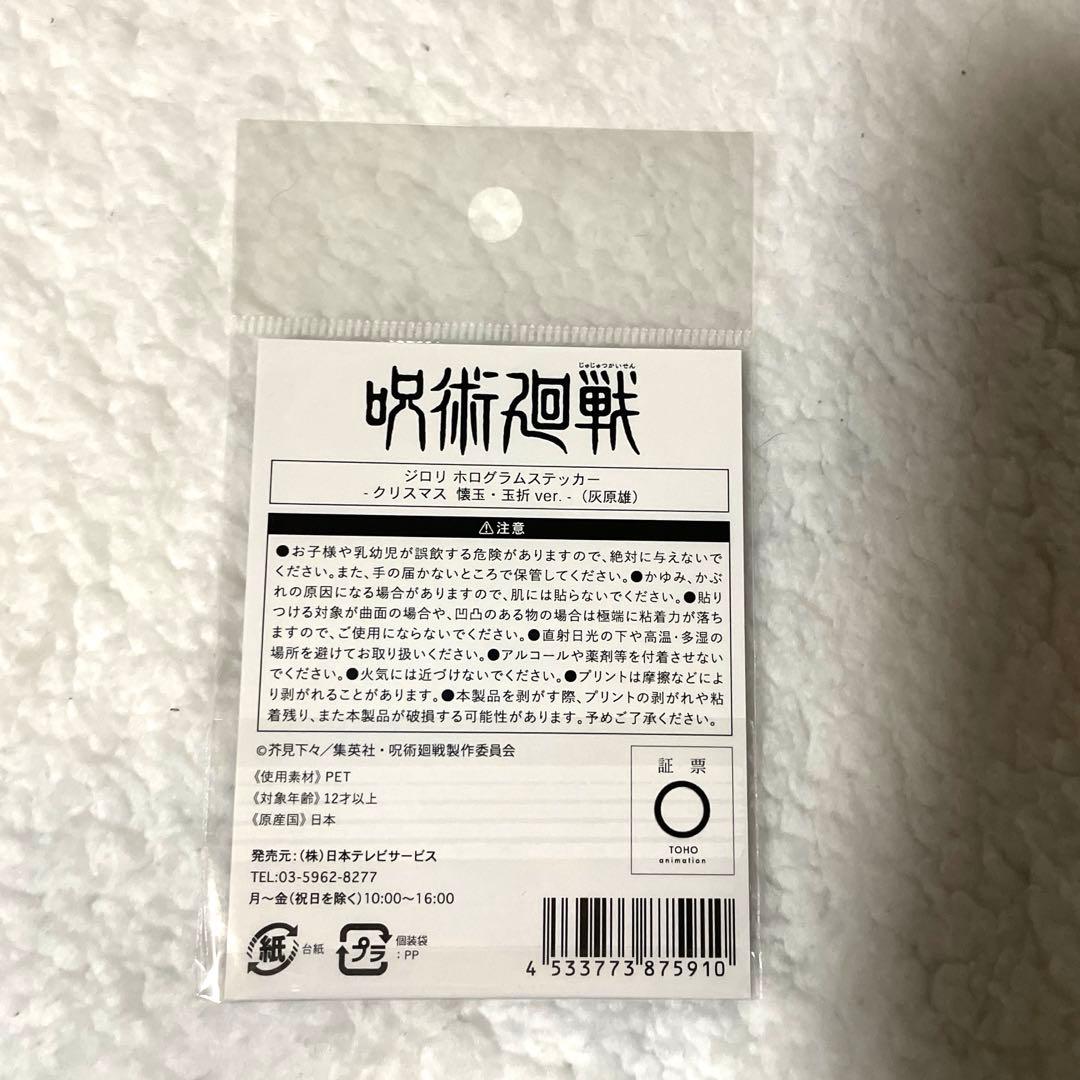 じゅじゅつかいせん
呪術廻戦
ジロリ ホログラムステッカー
- クリスマス 懐玉・玉折 ver. -（灰原雄）
⚠注意
●お子様や乳幼児が誤飲する危険がありますので、絶対に与えないで
ください。また、手の届かないところで保管してください。●かゆみ、かぶ
れの原因になる場合がありますので、肌には貼らないでください。●貼り
つける対象が曲面の場合や、凹凸のある物の場合は極端に粘着力が落ち
ますので、ご使用にならないでください。●直射日光の下や高温・多湿の
場所を避けてお取り扱いください。●アルコールや薬剤等を付着させない
でください。●火気には近づけないでください。●プリントは摩擦などによ
り剥がれることがあります。●本製品を剥がす際、プリントの剥がれや粘
着残り、また本製品が破損する可能性があります。予めご了承ください。
©芥見下々／集英社・呪術廻戦製作委員会
《使用素材》PET
《対象年齢》12才以上
《原産国》日本
証 票
TOHO
animation
発売元：（株）日本テレビサービス
TEL:03-5962-8277
月～金（祝日を除く）10:00～16:00
紙 台紙
プラ 個装袋
：PP
4 533773 875910